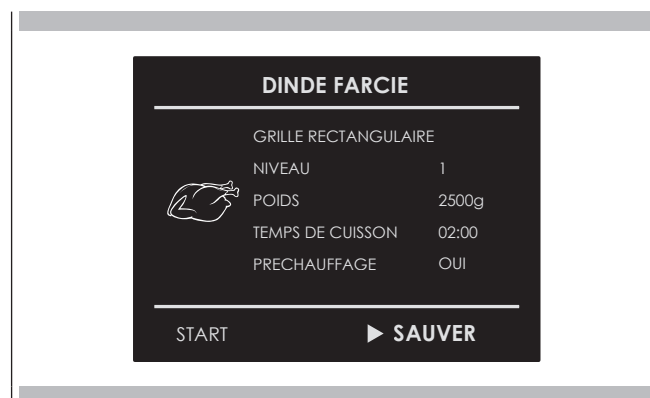 DINDE FARCIE
GRILLE RECTANGULAIRE
NIVEAU 1
POIDS 2500g
TEMPS DE CUISSON 02:00
PRECHAUFFAGE OUI
START ▶ SAUVER